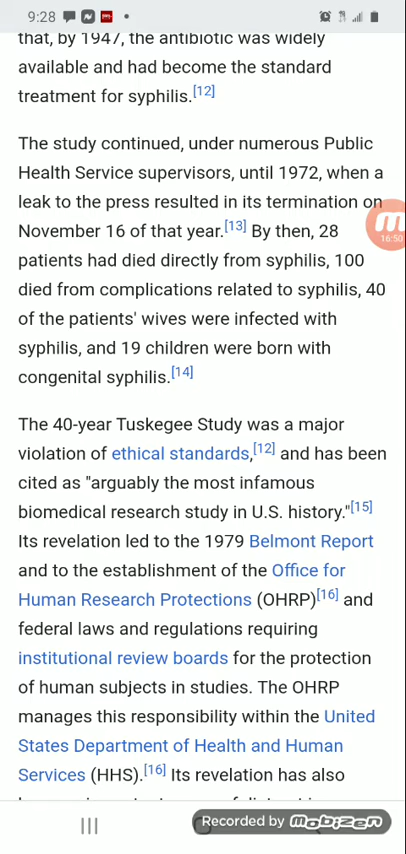 9:28
that, by 1947, the antibiotic was widely
available and had become the standard
treatment for syphilis.[12]
The study continued, under numerous Public
Health Service supervisors, until 1972, when a
leak to the press resulted in its termination on
November 16 of that year.[13] By then, 28
16:50
patients had died directly from syphilis, 100
died from complications related to syphilis, 40
of the patients' wives were infected with
syphilis, and 19 children were born with
congenital syphilis.[14]
The 40-year Tuskegee Study was a major
violation of ethical standards,[12] and has been
cited as "arguably the most infamous
biomedical research study in U.S. history."[15]
Its revelation led to the 1979 Belmont Report
and to the establishment of the Office for
Human Research Protections (OHRP)[16] and
federal laws and regulations requiring
institutional review boards for the protection
of human subjects in studies. The OHRP
manages this responsibility within the United
States Department of Health and Human
Services (HHS).[16] Its revelation has also
Recorded by mobizen